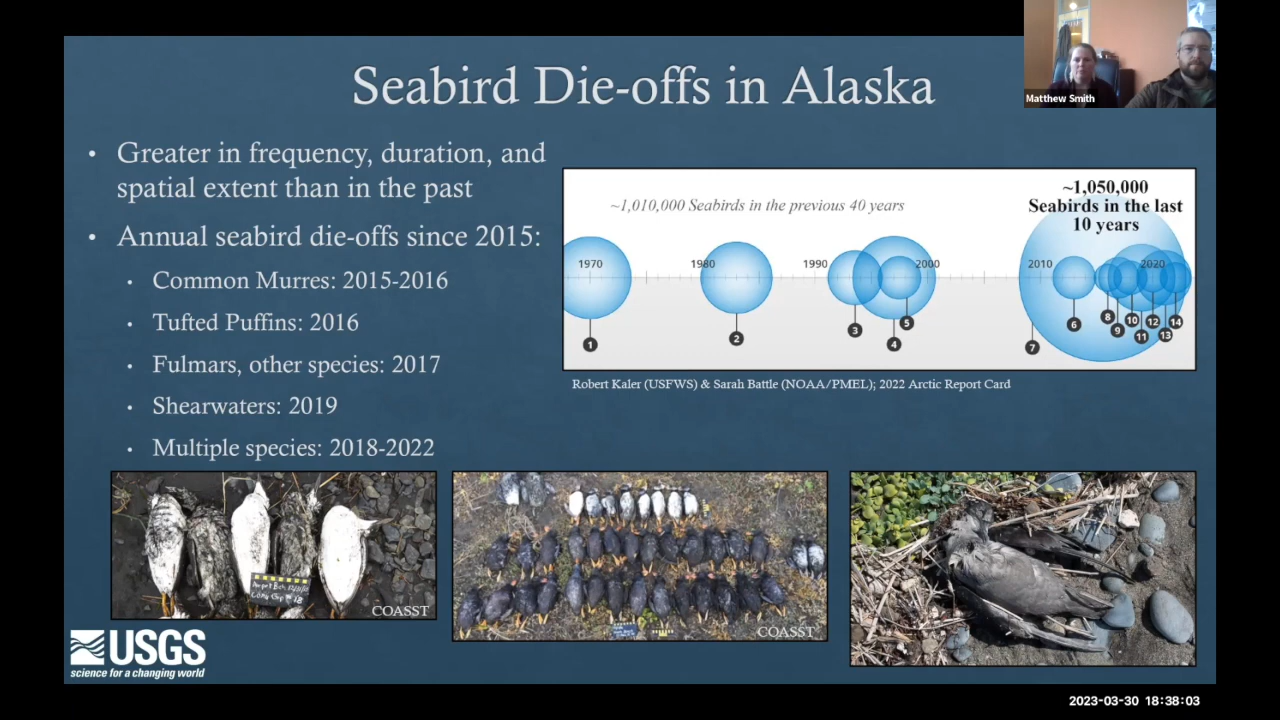 Seabird Die-offs in Alaska
Matthew Smith
• Greater in frequency, duration, and
spatial extent than in the past
• Annual seabird die-offs since 2015:
• Common Murres: 2015-2016
• Tufted Puffins: 2016
• Fulmars, other species: 2017
• Shearwaters: 2019
• Multiple species: 2018-2022
~1,010,000 Seabirds in the previous 40 years
~1,050,000
Seabirds in the last
10 years
1970 1980 1990 2000 2010 2020
1 2 3 4 5 6 7 8 9 10 11 12 13 14
Robert Kaler (USFWS) & Sarah Battle (NOAA/PMEL); 2022 Arctic Report Card
COASST
COASST
USGS
science for a changing world
2023-03-30 18:38:03